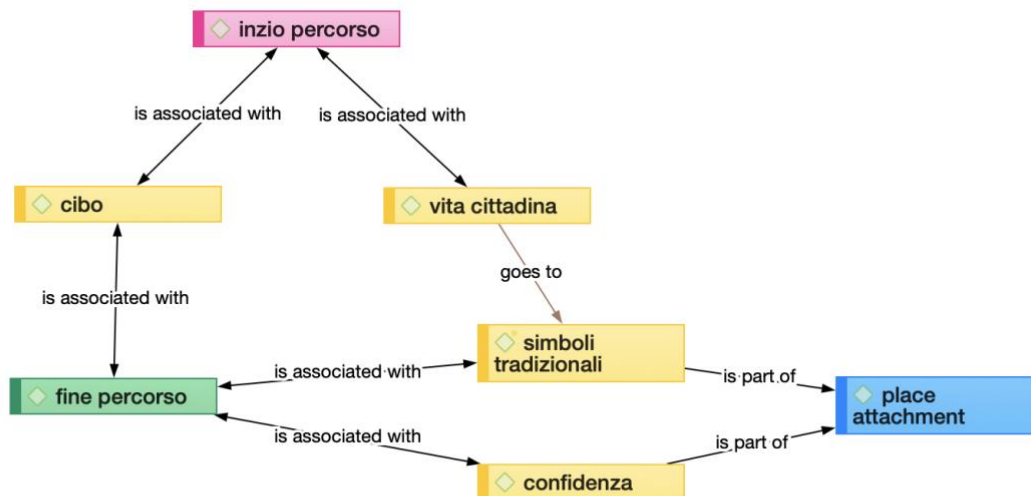 inzio percorso
is associated with
is associated with
cibo
vita cittadina
goes to
is associated with
simboli
tradizionali
is associated with
is part of
fine percorso
place
attachment
is associated with
is part of
confidenza